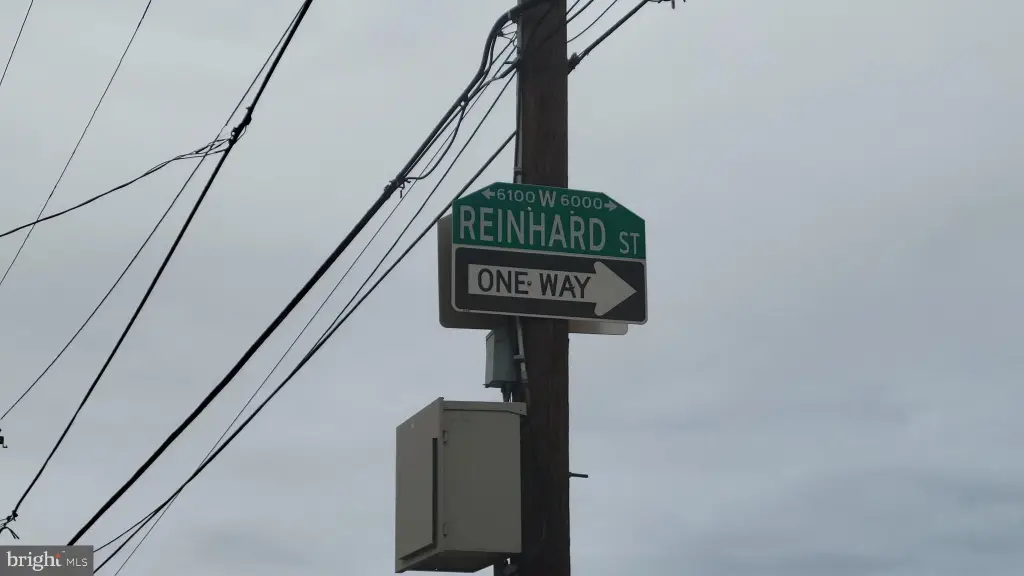 6100 W 6000
REINHARD ST
ONE WAY
bright MLS